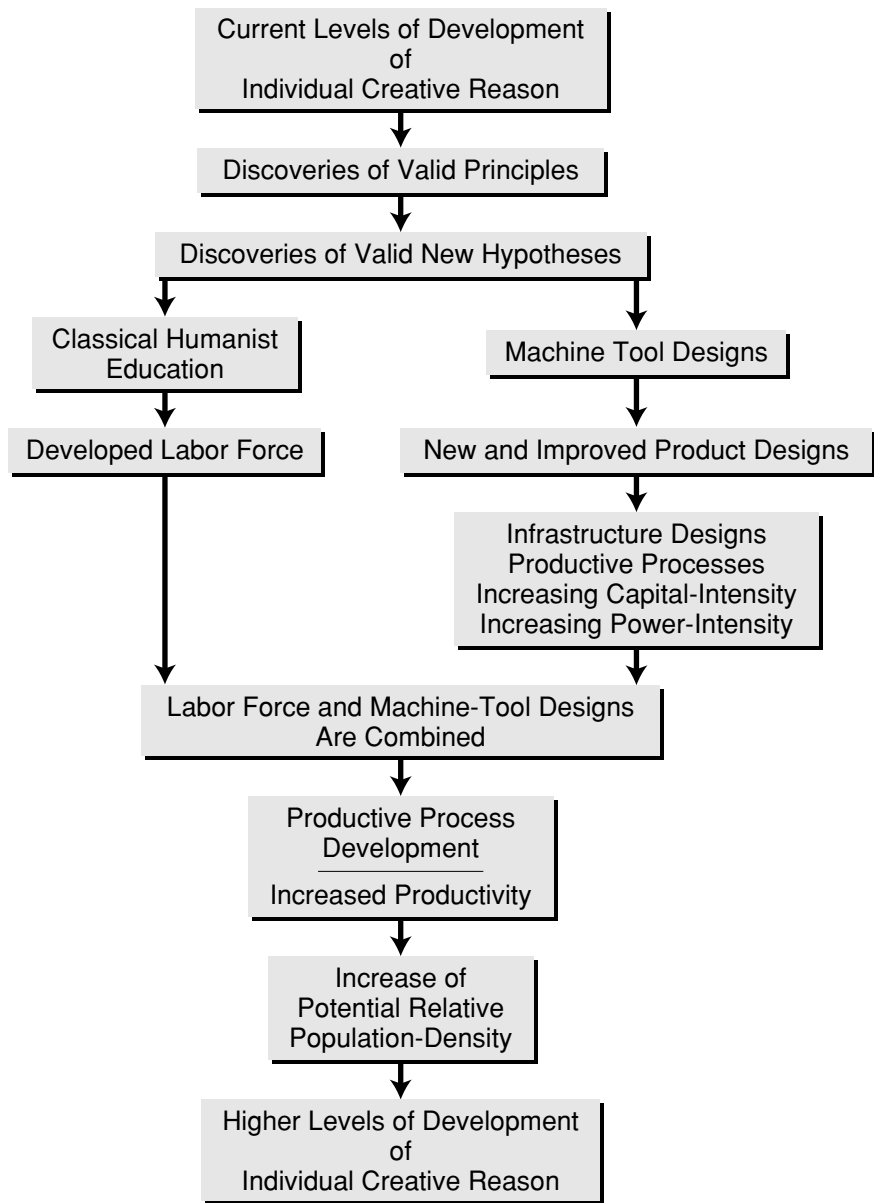 Current Levels of Development
of
Individual Creative Reason
Discoveries of Valid Principles
Discoveries of Valid New Hypotheses
Classical Humanist
Education
Machine Tool Designs
Developed Labor Force
New and Improved Product Designs
Infrastructure Designs
Productive Processes
Increasing Capital-Intensity
Increasing Power-Intensity
Labor Force and Machine-Tool Designs
Are Combined
Productive Process
Development
Increased Productivity
Increase of
Potential Relative
Population-Density
Higher Levels of Development
of
Individual Creative Reason